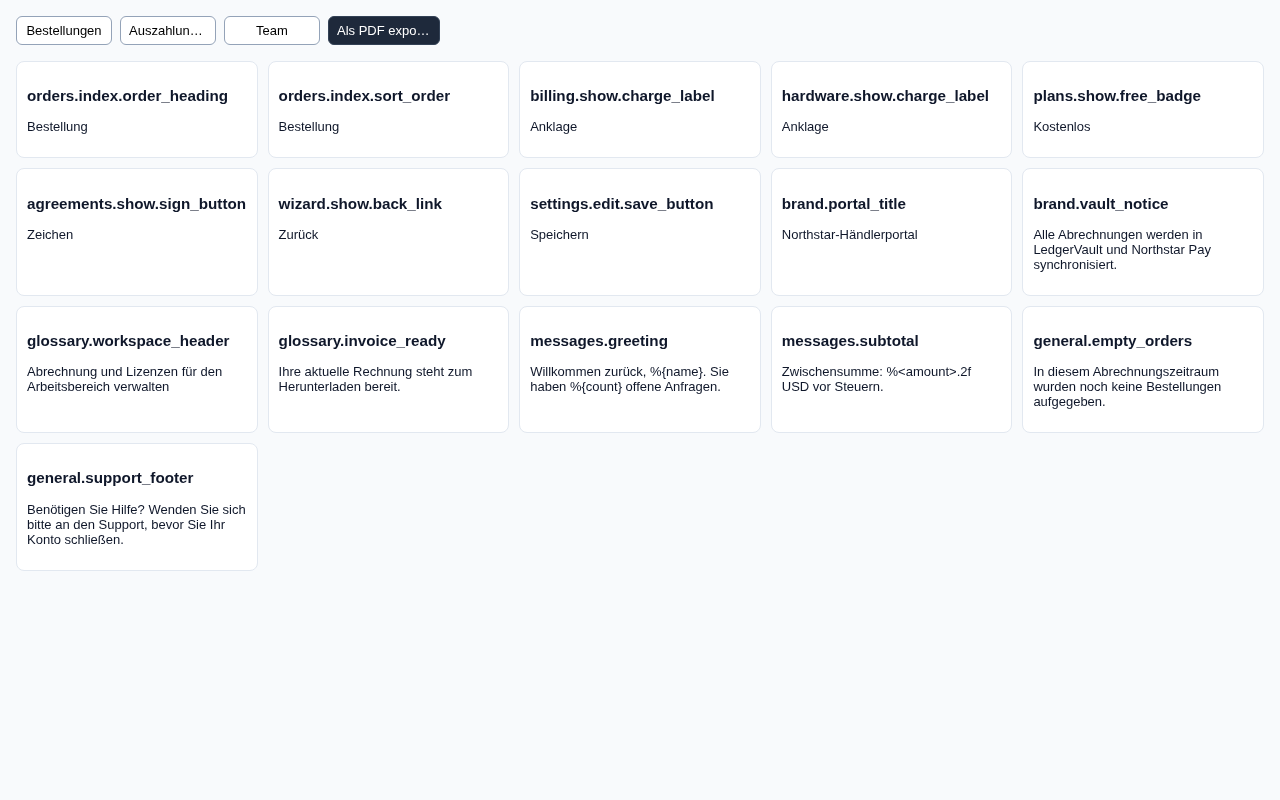 Bestellungen
Auszahlun…
Team
Als PDF expo…
orders.index.order_heading
Bestellung
orders.index.sort_order
Bestellung
billing.show.charge_label
Anklage
hardware.show.charge_label
Anklage
plans.show.free_badge
Kostenlos
agreements.show.sign_button
Zeichen
wizard.show.back_link
Zurück
settings.edit.save_button
Speichern
brand.portal_title
Northstar-Händlerportal
brand.vault_notice
Alle Abrechnungen werden in
LedgerVault und Northstar Pay
synchronisiert.
glossary.workspace_header
Abrechnung und Lizenzen für den
Arbeitsbereich verwalten
glossary.invoice_ready
Ihre aktuelle Rechnung steht zum
Herunterladen bereit.
messages.greeting
Willkommen zurück, %{name}. Sie
haben %{count} offene Anfragen.
messages.subtotal
Zwischensumme: %<amount>.2f
USD vor Steuern.
general.empty_orders
In diesem Abrechnungszeitraum
wurden noch keine Bestellungen
aufgegeben.
general.support_footer
Benötigen Sie Hilfe? Wenden Sie sich
bitte an den Support, bevor Sie Ihr
Konto schließen.